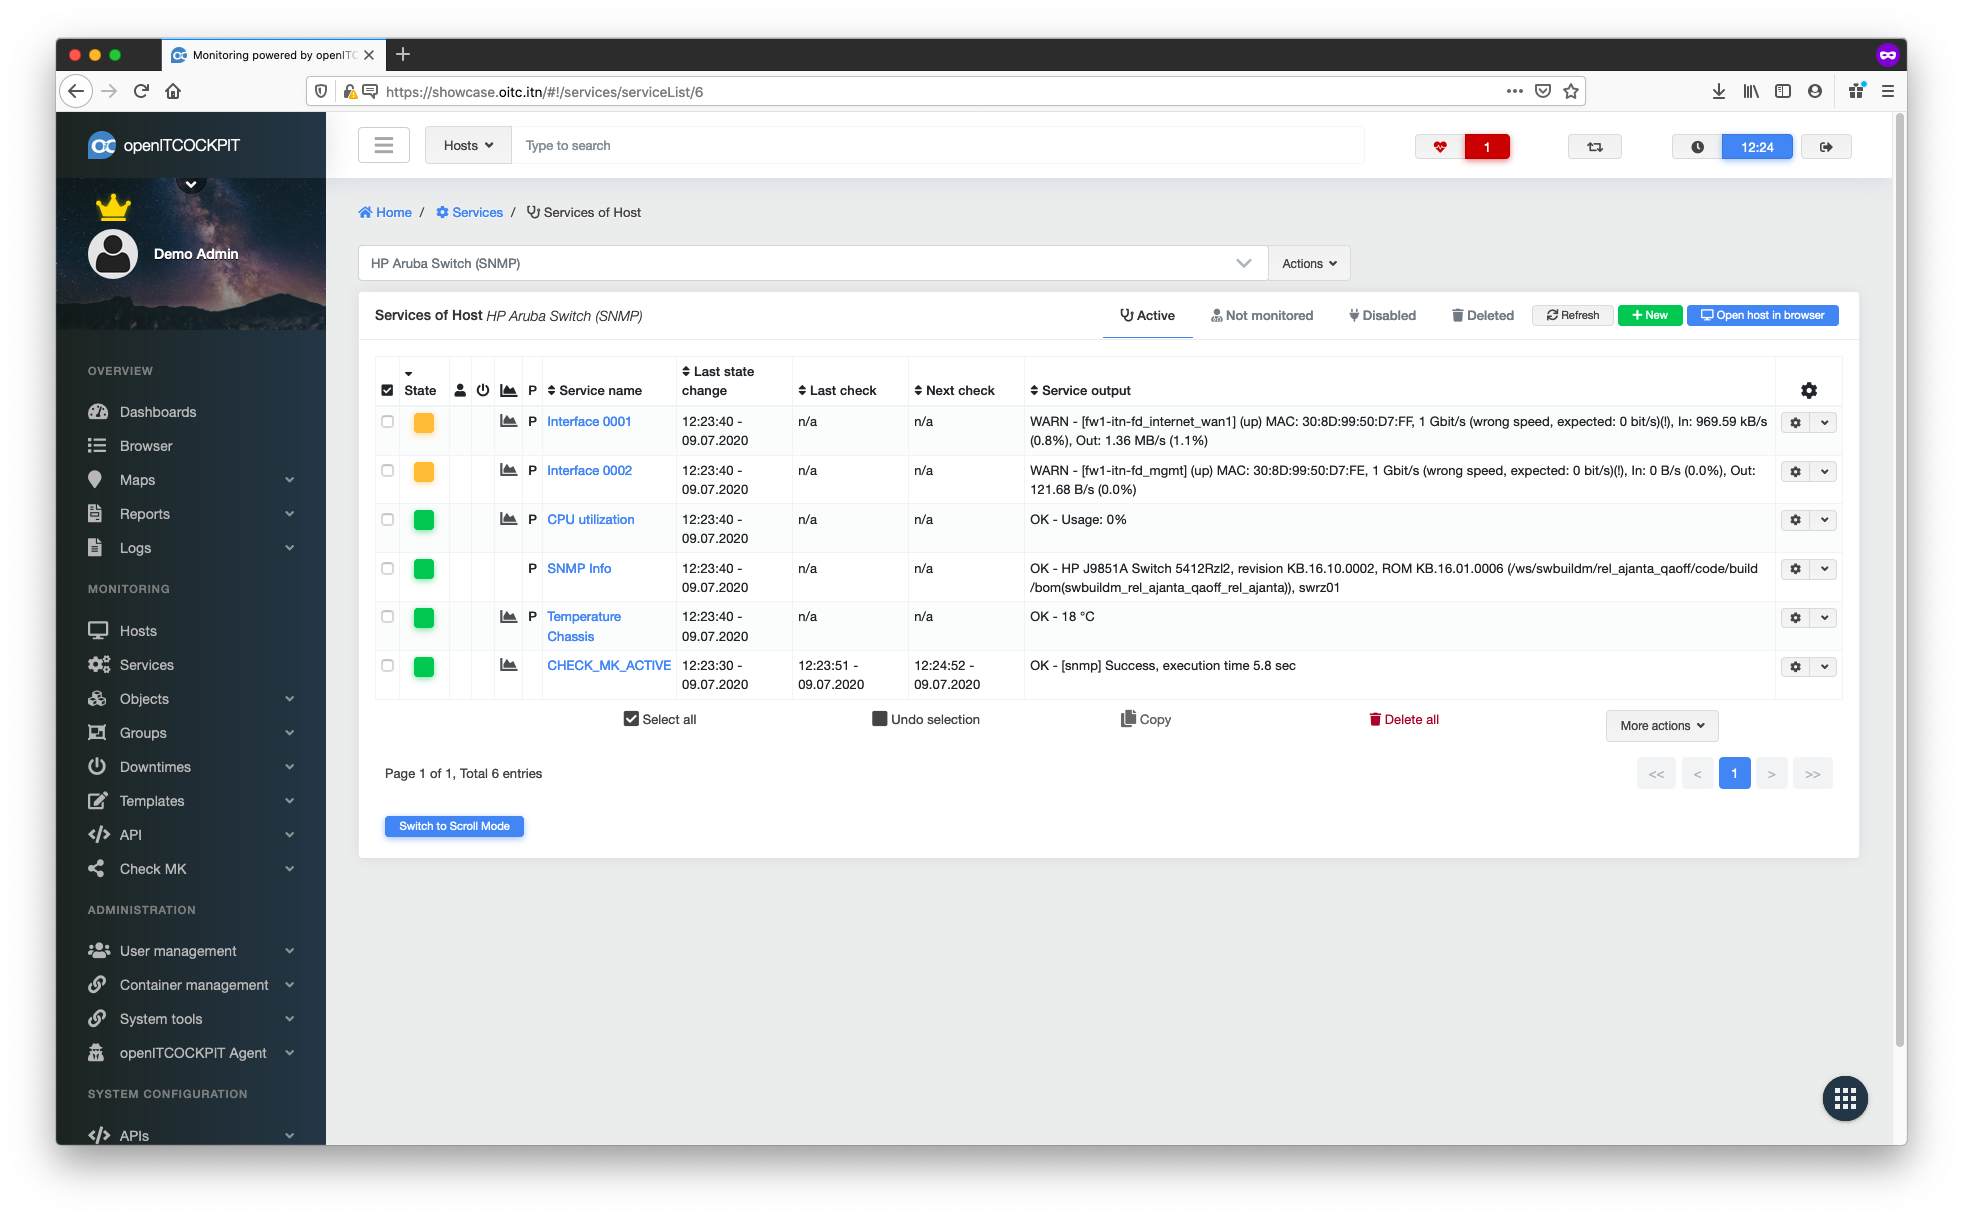 Monitoring powered by openITC
https://showcase.oitc.itn/#!/services/serviceList/6
openITCOCKPIT
Hosts
Type to search
1
12:24
Demo Admin
Home / Services / Services of Host
HP Aruba Switch (SNMP)
Actions
Services of Host HP Aruba Switch (SNMP)
Active
Not monitored
Disabled
Deleted
Refresh
New
Open host in browser
OVERVIEW
Dashboards
Browser
Maps
Reports
Logs
MONITORING
Hosts
Services
Objects
Groups
Downtimes
Templates
API
Check MK
ADMINISTRATION
User management
Container management
System tools
openITCOCKPIT Agent
SYSTEM CONFIGURATION
APIs
State
P
Service name
Last state
change
Last check
Next check
Service output
P
Interface 0001
12:23:40 -
09.07.2020
n/a
n/a
WARN - [fw1-itn-fd_internet_wan1] (up) MAC: 30:8D:99:50:D7:FF, 1 Gbit/s (wrong speed, expected: 0 bit/s)(!), In: 969.59 kB/s
(0.8%), Out: 1.36 MB/s (1.1%)
P
Interface 0002
12:23:40 -
09.07.2020
n/a
n/a
WARN - [fw1-itn-fd_mgmt] (up) MAC: 30:8D:99:50:D7:FE, 1 Gbit/s (wrong speed, expected: 0 bit/s)(!), In: 0 B/s (0.0%), Out:
121.68 B/s (0.0%)
P
CPU utilization
12:23:40 -
09.07.2020
n/a
n/a
OK - Usage: 0%
P
SNMP Info
12:23:40 -
09.07.2020
n/a
n/a
OK - HP J9851A Switch 5412Rzl2, revision KB.16.10.0002, ROM KB.16.01.0006 (/ws/swbuildm/rel_ajanta_qaoff/code/build
/bom(swbuildm_rel_ajanta_qaoff_rel_ajanta)), swrz01
P
Temperature
Chassis
12:23:40 -
09.07.2020
n/a
n/a
OK - 18 °C
CHECK_MK_ACTIVE
12:23:30 -
09.07.2020
12:23:51 -
09.07.2020
12:24:52 -
09.07.2020
OK - [snmp] Success, execution time 5.8 sec
Select all
Undo selection
Copy
Delete all
More actions
Page 1 of 1, Total 6 entries
<< < 1 > >>
Switch to Scroll Mode